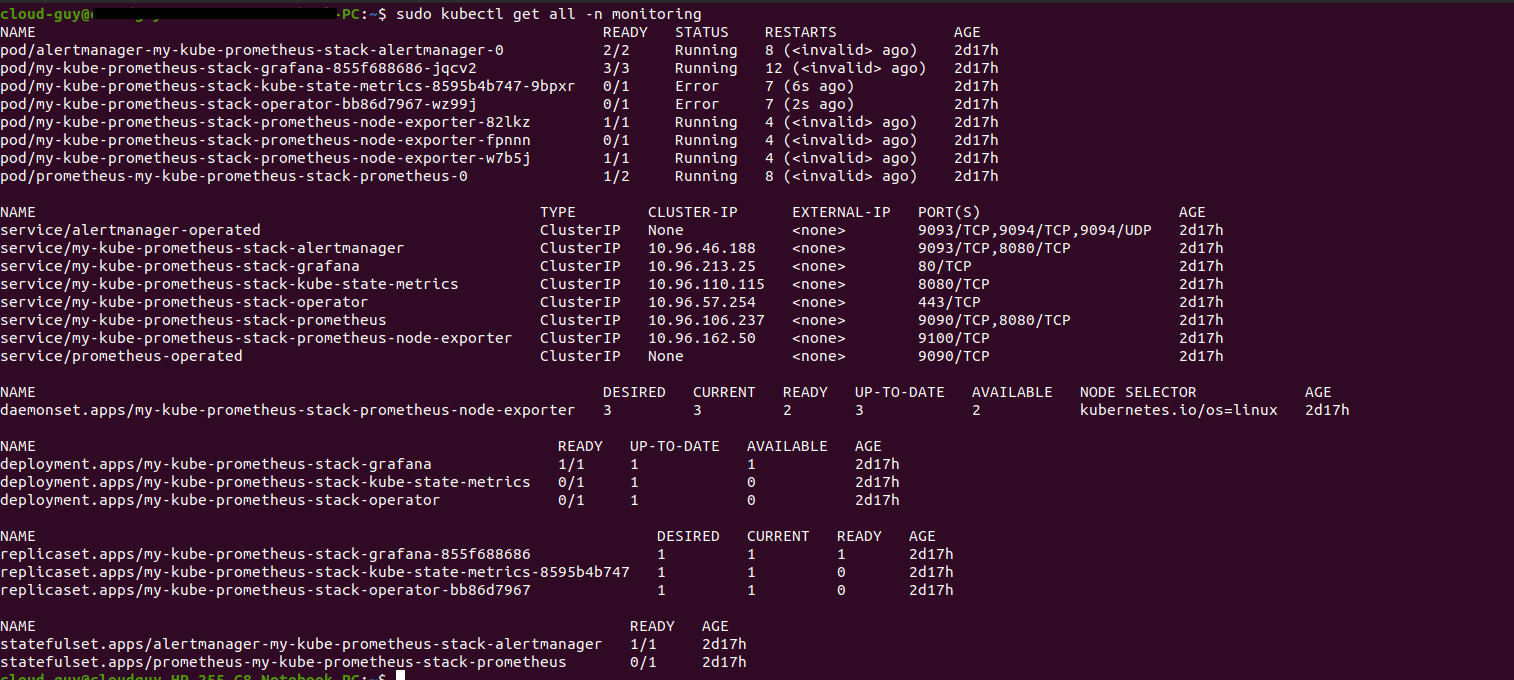 cloud-guy@ -PC:~$ sudo kubectl get all -n monitoring
NAME READY STATUS RESTARTS AGE
pod/alertmanager-my-kube-prometheus-stack-alertmanager-0 2/2 Running 8 (<invalid> ago) 2d17h
pod/my-kube-prometheus-stack-grafana-855f688686-jqcv2 3/3 Running 12 (<invalid> ago) 2d17h
pod/my-kube-prometheus-stack-kube-state-metrics-8595b4b747-9bpxr 0/1 Error 7 (6s ago) 2d17h
pod/my-kube-prometheus-stack-operator-bb86d7967-wz99j 0/1 Error 7 (2s ago) 2d17h
pod/my-kube-prometheus-stack-prometheus-node-exporter-82lkz 1/1 Running 4 (<invalid> ago) 2d17h
pod/my-kube-prometheus-stack-prometheus-node-exporter-fpnnn 0/1 Running 4 (<invalid> ago) 2d17h
pod/my-kube-prometheus-stack-prometheus-node-exporter-w7b5j 1/1 Running 4 (<invalid> ago) 2d17h
pod/prometheus-my-kube-prometheus-stack-prometheus-0 1/2 Running 8 (<invalid> ago) 2d17h
NAME TYPE CLUSTER-IP EXTERNAL-IP PORT(S) AGE
service/alertmanager-operated ClusterIP None <none> 9093/TCP,9094/TCP,9094/UDP 2d17h
service/my-kube-prometheus-stack-alertmanager ClusterIP 10.96.46.188 <none> 9093/TCP,8080/TCP 2d17h
service/my-kube-prometheus-stack-grafana ClusterIP 10.96.213.25 <none> 80/TCP 2d17h
service/my-kube-prometheus-stack-kube-state-metrics ClusterIP 10.96.110.115 <none> 8080/TCP 2d17h
service/my-kube-prometheus-stack-operator ClusterIP 10.96.57.254 <none> 443/TCP 2d17h
service/my-kube-prometheus-stack-prometheus ClusterIP 10.96.106.237 <none> 9090/TCP,8080/TCP 2d17h
service/my-kube-prometheus-stack-prometheus-node-exporter ClusterIP 10.96.162.50 <none> 9100/TCP 2d17h
service/prometheus-operated ClusterIP None <none> 9090/TCP 2d17h
NAME DESIRED CURRENT READY UP-TO-DATE AVAILABLE NODE SELECTOR AGE
daemonset.apps/my-kube-prometheus-stack-prometheus-node-exporter 3 3 2 3 2 kubernetes.io/os=linux 2d17h
NAME READY UP-TO-DATE AVAILABLE AGE
deployment.apps/my-kube-prometheus-stack-grafana 1/1 1 1 2d17h
deployment.apps/my-kube-prometheus-stack-kube-state-metrics 0/1 1 0 2d17h
deployment.apps/my-kube-prometheus-stack-operator 0/1 1 0 2d17h
NAME DESIRED CURRENT READY AGE
replicaset.apps/my-kube-prometheus-stack-grafana-855f688686 1 1 1 2d17h
replicaset.apps/my-kube-prometheus-stack-kube-state-metrics-8595b4b747 1 1 0 2d17h
replicaset.apps/my-kube-prometheus-stack-operator-bb86d7967 1 1 0 2d17h
NAME READY AGE
statefulset.apps/alertmanager-my-kube-prometheus-stack-alertmanager 1/1 2d17h
statefulset.apps/prometheus-my-kube-prometheus-stack-prometheus 0/1 2d17h
cloud-guy@cloudguy-HP-255-G8-Notebook-PC:~$